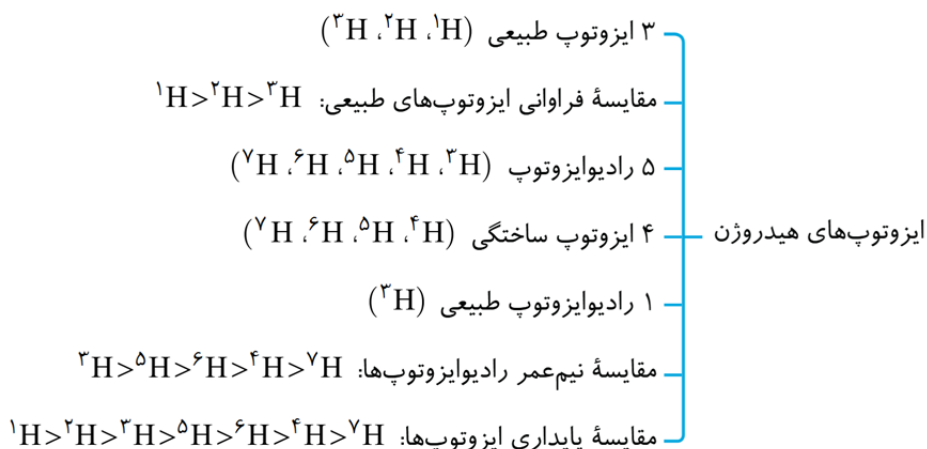 ۳ ایزوتوپ طبیعی (³H ،²H ،¹H)
مقایسهٔ فراوانی ایزوتوپ‌های طبیعی: ¹H>²H>³H
۵ رادیوایزوتوپ (⁷H ،⁶H ،⁵H ،⁴H ،³H)
۴ ایزوتوپ ساختگی (⁷H ،⁶H ،⁵H ،⁴H)
ایزوتوپ‌های هیدروژن
۱ رادیوایزوتوپ طبیعی (³H)
مقایسهٔ نیم‌عمر رادیوایزوتوپ‌ها: ³H>⁵H>⁶H>⁴H>⁷H
مقایسهٔ پایداری ایزوتوپ‌ها: ¹H>²H>³H>⁵H>⁶H>⁴H>⁷H